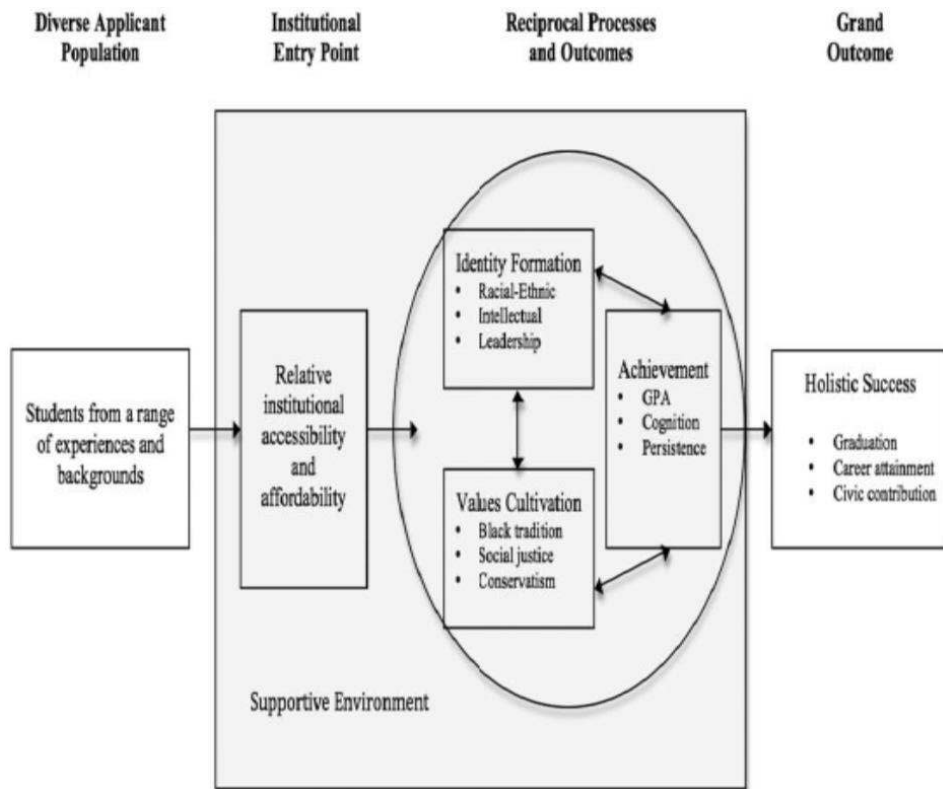 Diverse Applicant
Population
Institutional
Entry Point
Reciprocal Processes
and Outcomes
Grand
Outcome
Students from a range
of experiences and
backgrounds
Relative
institutional
accessibility
and
affordability
Identity Formation
• Racial-Ethnic
• Intellectual
• Leadership
Values Cultivation
• Black tradition
• Social justice
• Conservatism
Achievement
• GPA
• Cognition
• Persistence
Holistic Success
• Graduation
• Career attainment
• Civic contribution
Supportive Environment